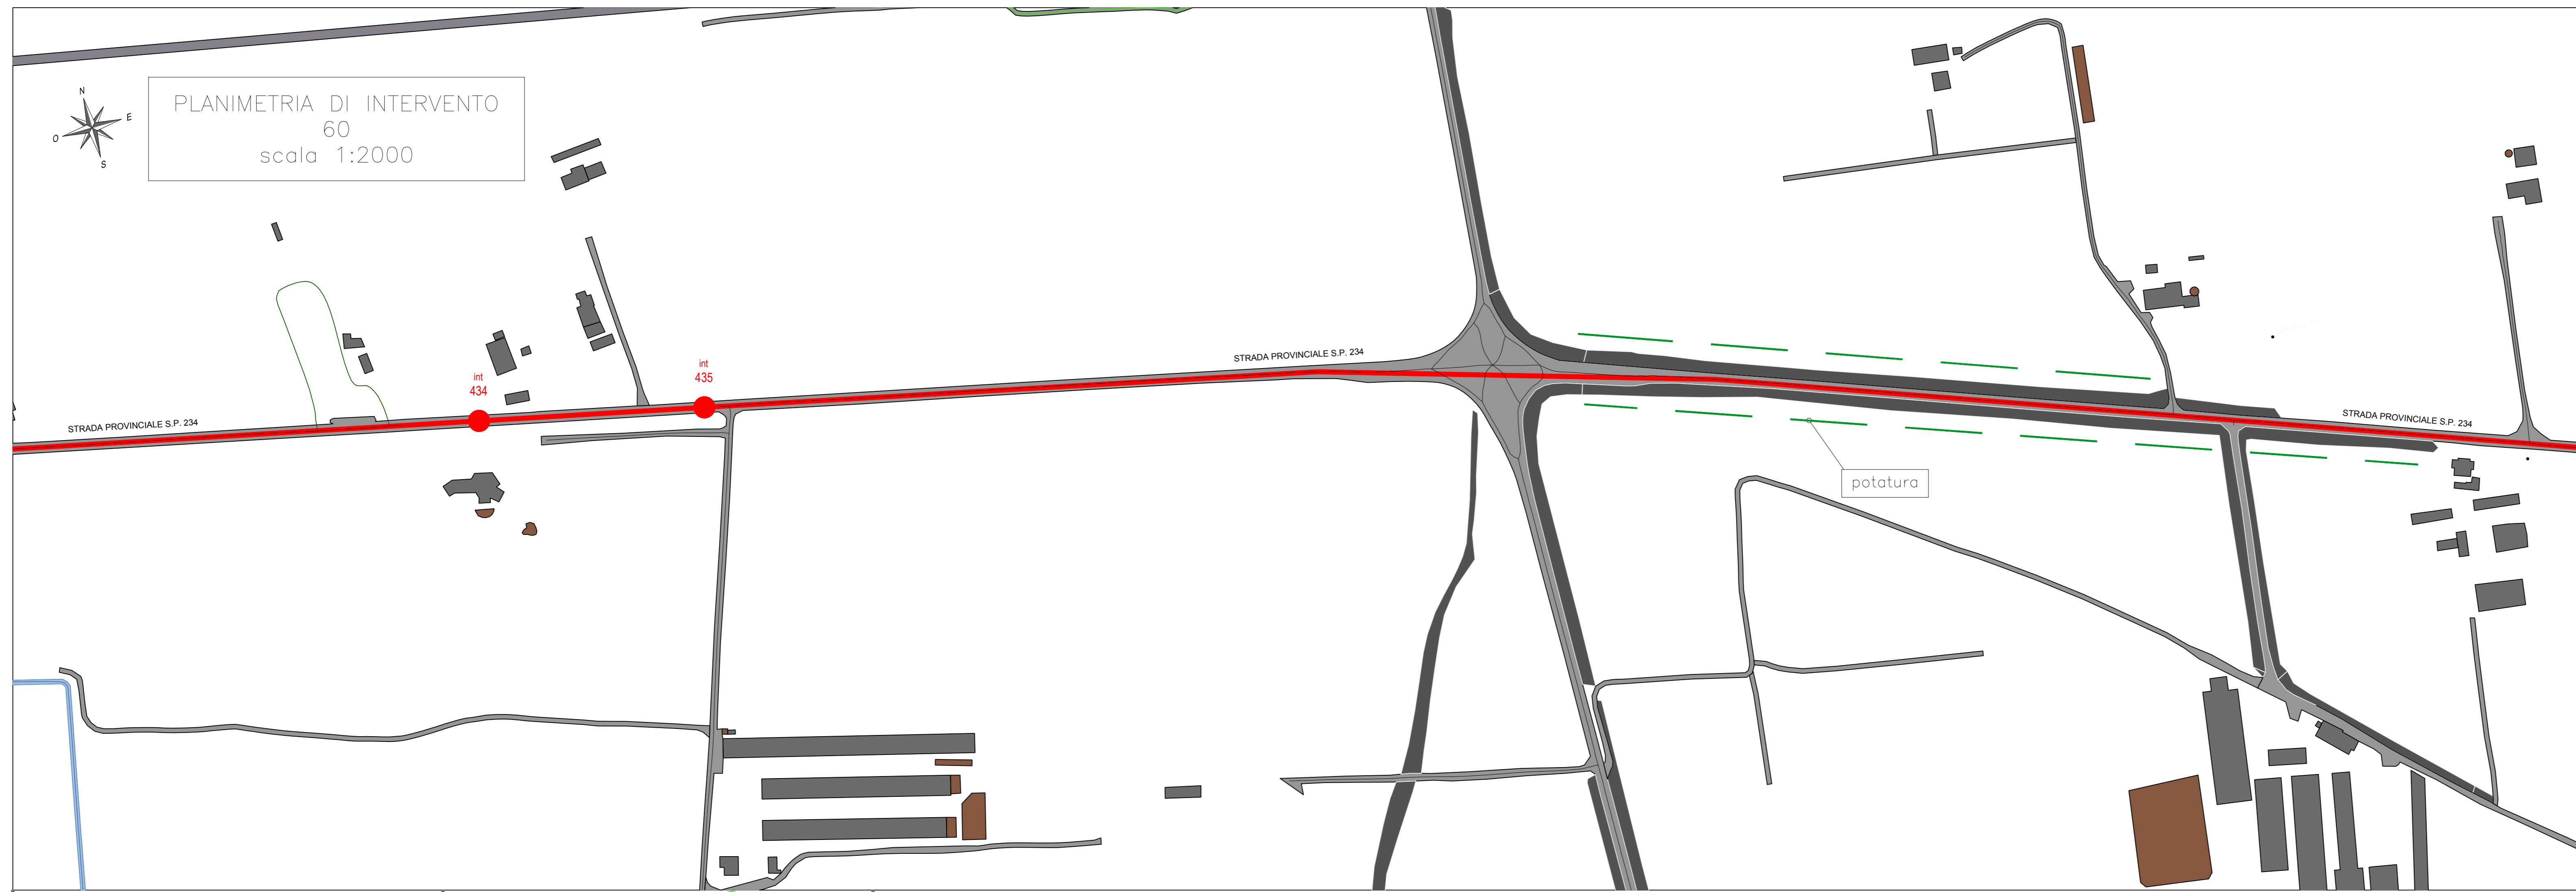 N
E
O
S
PLANIMETRIA DI INTERVENTO
60
scala 1:2000
STRADA PROVINCIALE S.P. 234
int
434
int
435
STRADA PROVINCIALE S.P. 234
STRADA PROVINCIALE S.P. 234
potatura